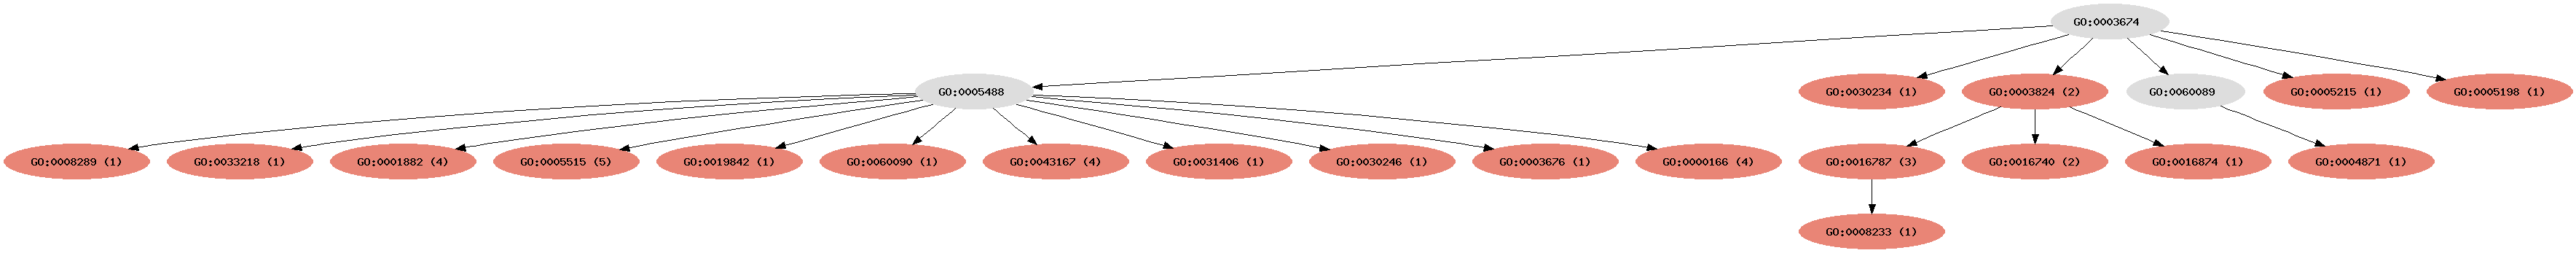 GO:0003674
GO:0005488
GO:0030234 (1)
GO:0003824 (2)
GO:0060089
GO:0005215 (1)
GO:0005198 (1)
GO:0008289 (1)
GO:0033218 (1)
GO:0001882 (4)
GO:0005515 (5)
GO:0019842 (1)
GO:0060090 (1)
GO:0043167 (4)
GO:0031406 (1)
GO:0030246 (1)
GO:0003676 (1)
GO:0000166 (4)
GO:0016787 (3)
GO:0016740 (2)
GO:0016874 (1)
GO:0004871 (1)
GO:0008233 (1)